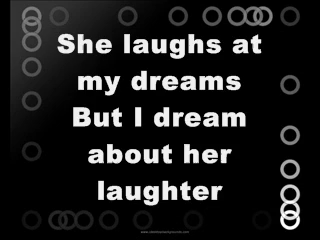 She laughs at
my dreams
But I dream
about her
laughter